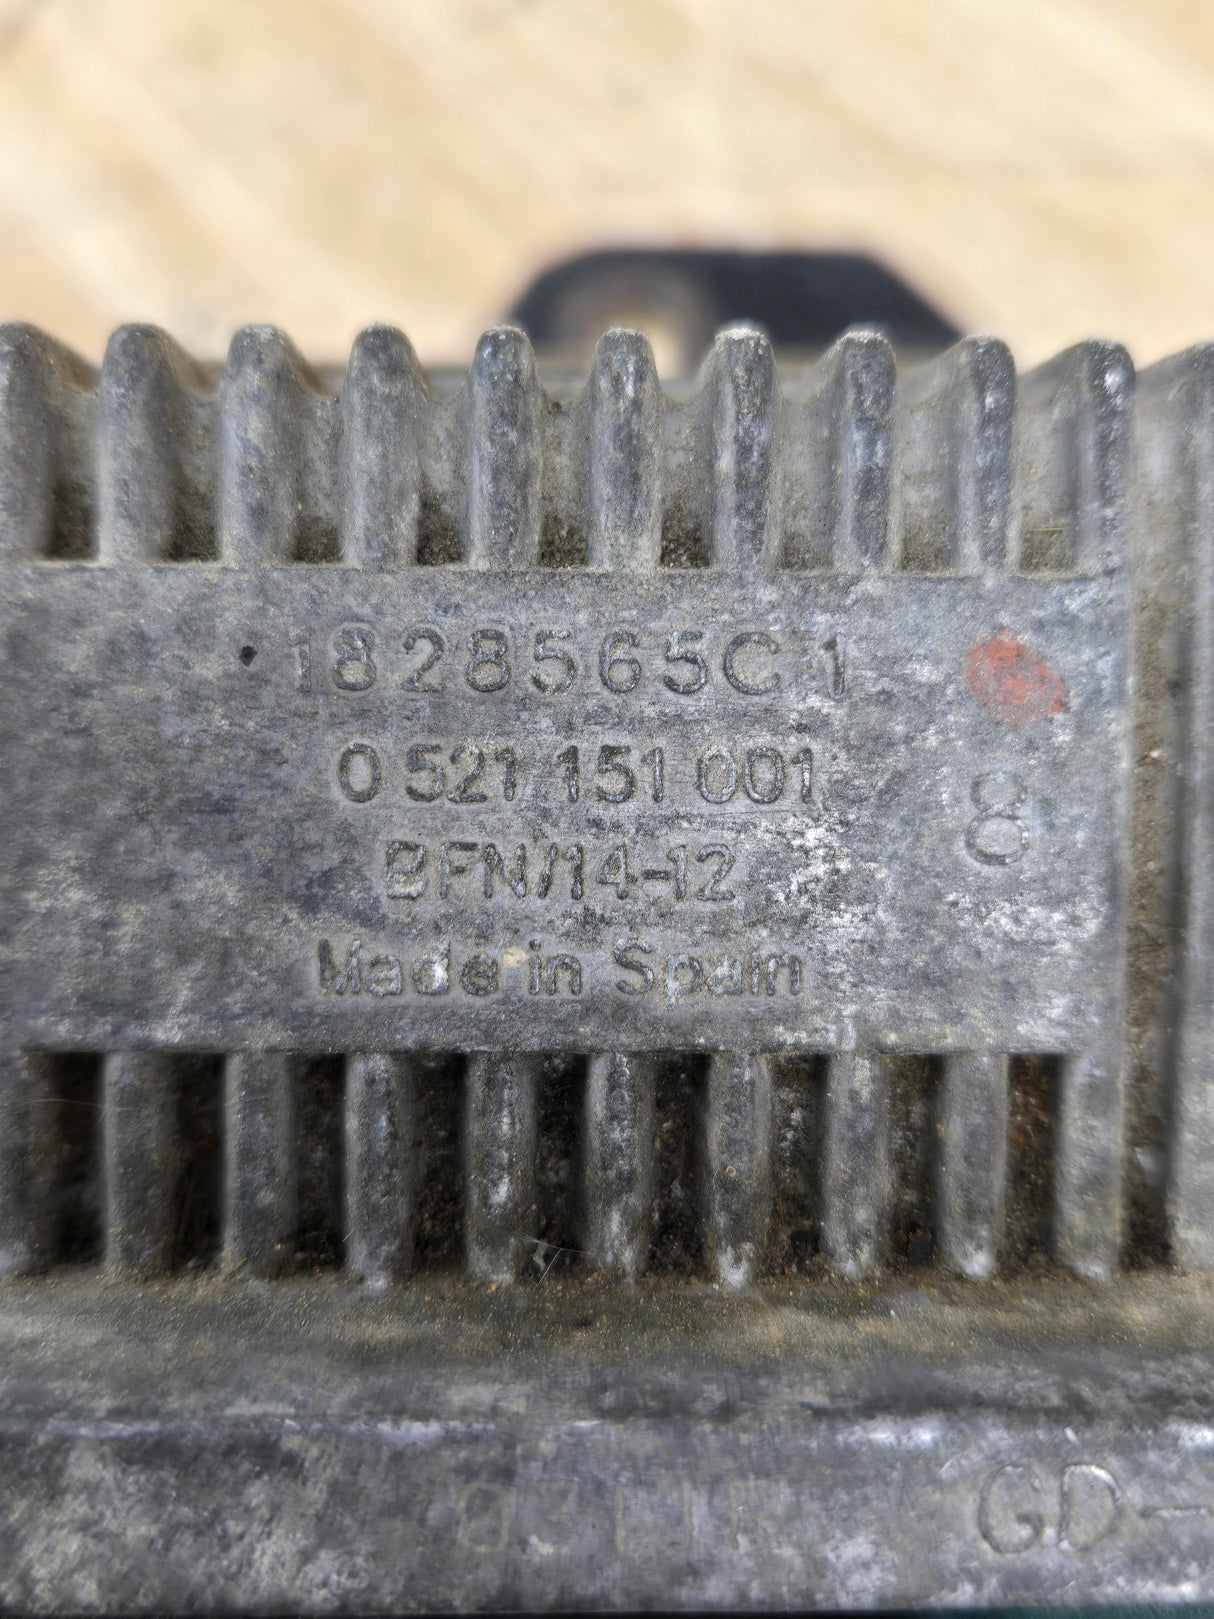 1828565C1
0 521 151 001
8
BFN/14-12
Made in Spain
GD-